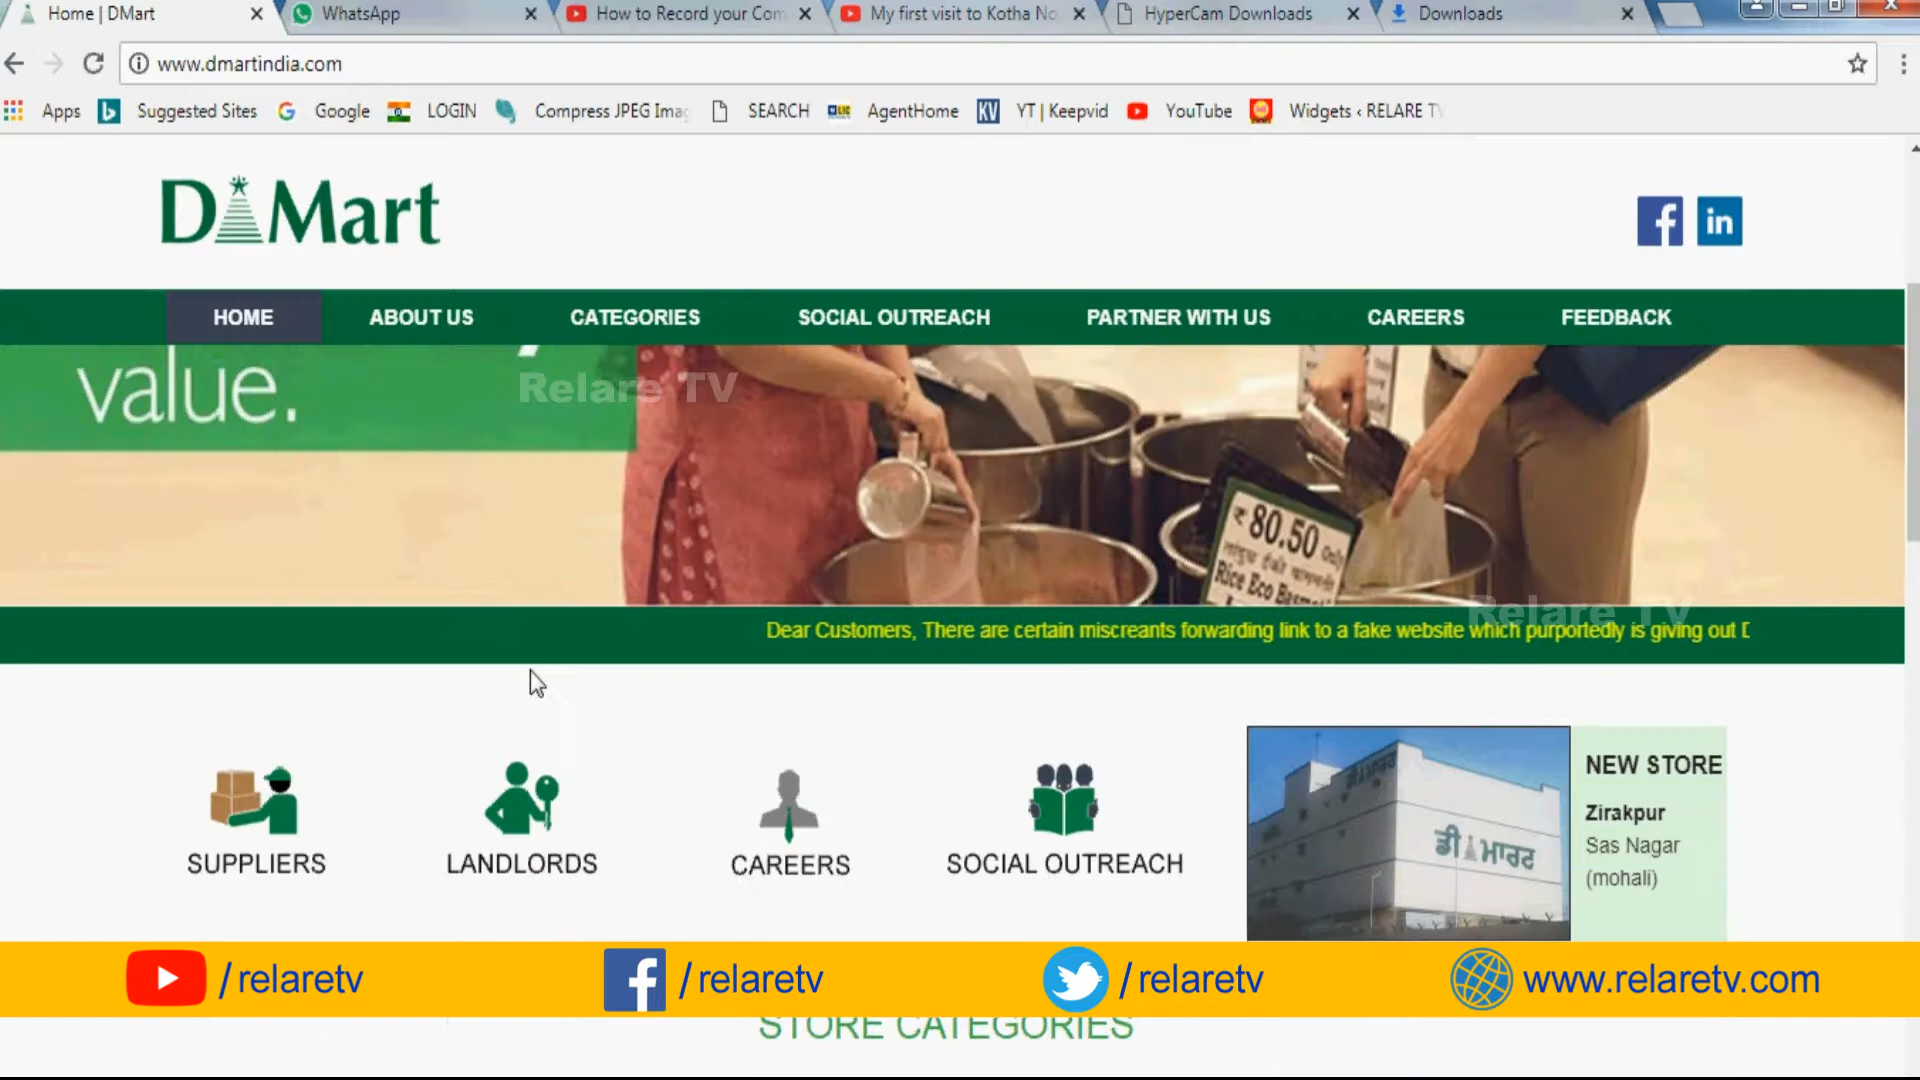 Home | DMart
WhatsApp
How to Record your Com
My first visit to Kotha No
HyperCam Downloads
Downloads
www.dmartindia.com
Apps
Suggested Sites
Google
LOGIN
Compress JPEG Imag
SEARCH
AgentHome
KV
YT | Keepvid
YouTube
Widgets ‹ RELARE TV
D Mart
HOME
ABOUT US
CATEGORIES
SOCIAL OUTREACH
PARTNER WITH US
CAREERS
FEEDBACK
value.
Relare TV
₹ 80.50 Only
Rice Eco
Relare TV
Dear Customers, There are certain miscreants forwarding link to a fake website which purportedly is giving out D
SUPPLIERS
LANDLORDS
CAREERS
SOCIAL OUTREACH
ਡੀ ਮਾਰਟ
NEW STORE
Zirakpur
Sas Nagar
(mohali)
/relaretv
/relaretv
/relaretv
www.relaretv.com
STORE CATEGORIES